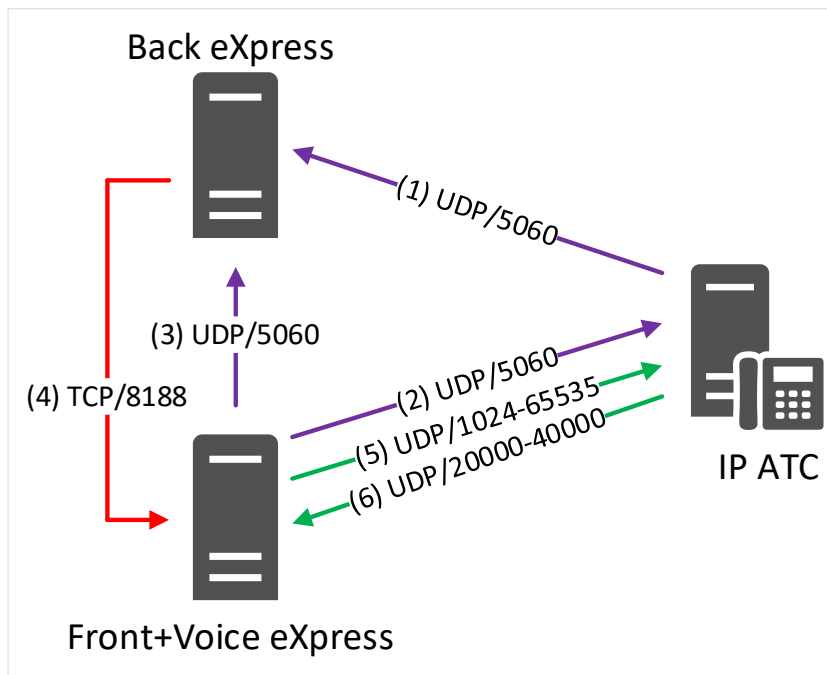 Back eXpress
(1) UDP/5060
(3) UDP/5060
(4) TCP/8188
(2) UDP/5060
(5) UDP/1024-65535
(6) UDP/20000-40000
IP ATC
Front+Voice eXpress